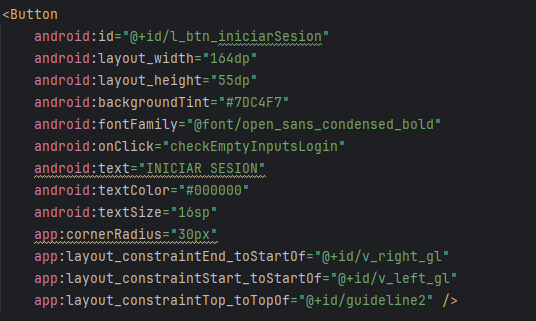 <Button
android:id="@+id/l_btn_iniciarSesion"
android:layout_width="164dp"
android:layout_height="55dp"
android:backgroundTint="#7DC4F7"
android:fontFamily="@font/open_sans_condensed_bold"
android:onClick="checkEmptyInputsLogin"
android:text="INICIAR SESION"
android:textColor="#000000"
android:textSize="16sp"
app:cornerRadius="30px"
app:layout_constraintEnd_toStartOf="@+id/v_right_gl"
app:layout_constraintStart_toStartOf="@+id/v_left_gl"
app:layout_constraintTop_toTopOf="@+id/guideline2" />